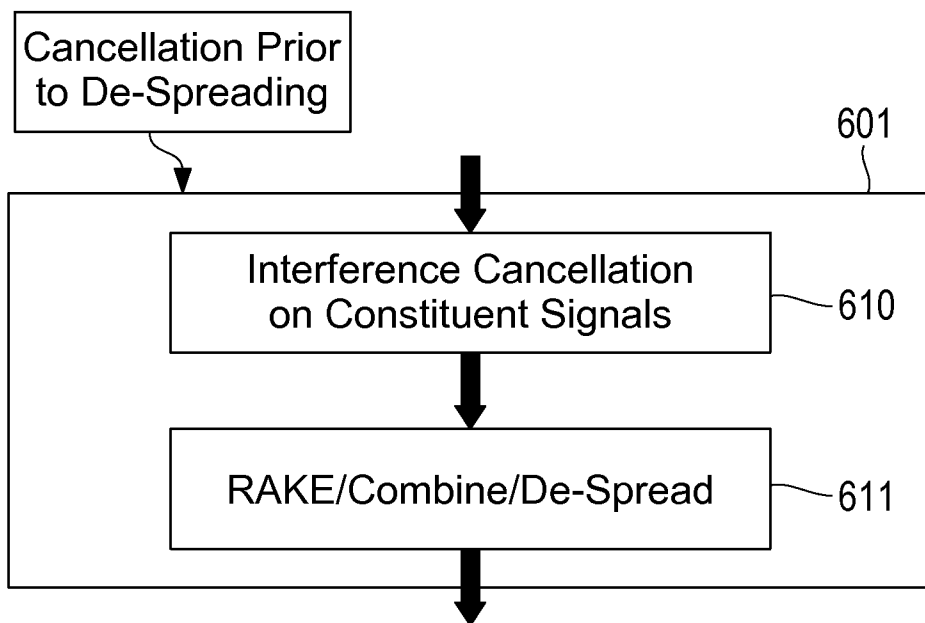 Cancellation Prior
to De-Spreading
601
Interference Cancellation
on Constituent Signals
610
RAKE/Combine/De-Spread
611